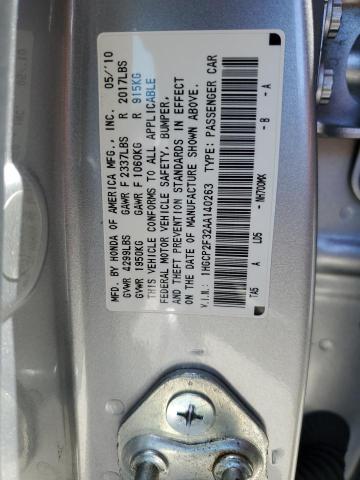 MFD. BY HONDA OF AMERICA MFG., INC. 05/10
GVWR 4299LBS GAWR F 2337LBS R 2017LBS
GVWR 1950KG GAWR F 1060KG R 915KG
THIS VEHICLE CONFORMS TO ALL APPLICABLE
FEDERAL MOTOR VEHICLE SAFETY, BUMPER,
AND THEFT PREVENTION STANDARDS IN EFFECT
ON THE DATE OF MANUFACTURE SHOWN ABOVE.
V.I.N.: 1HGCP2F32AA140263 TYPE: PASSENGER CAR
TA5 A LD5 - NH700MX - B - A